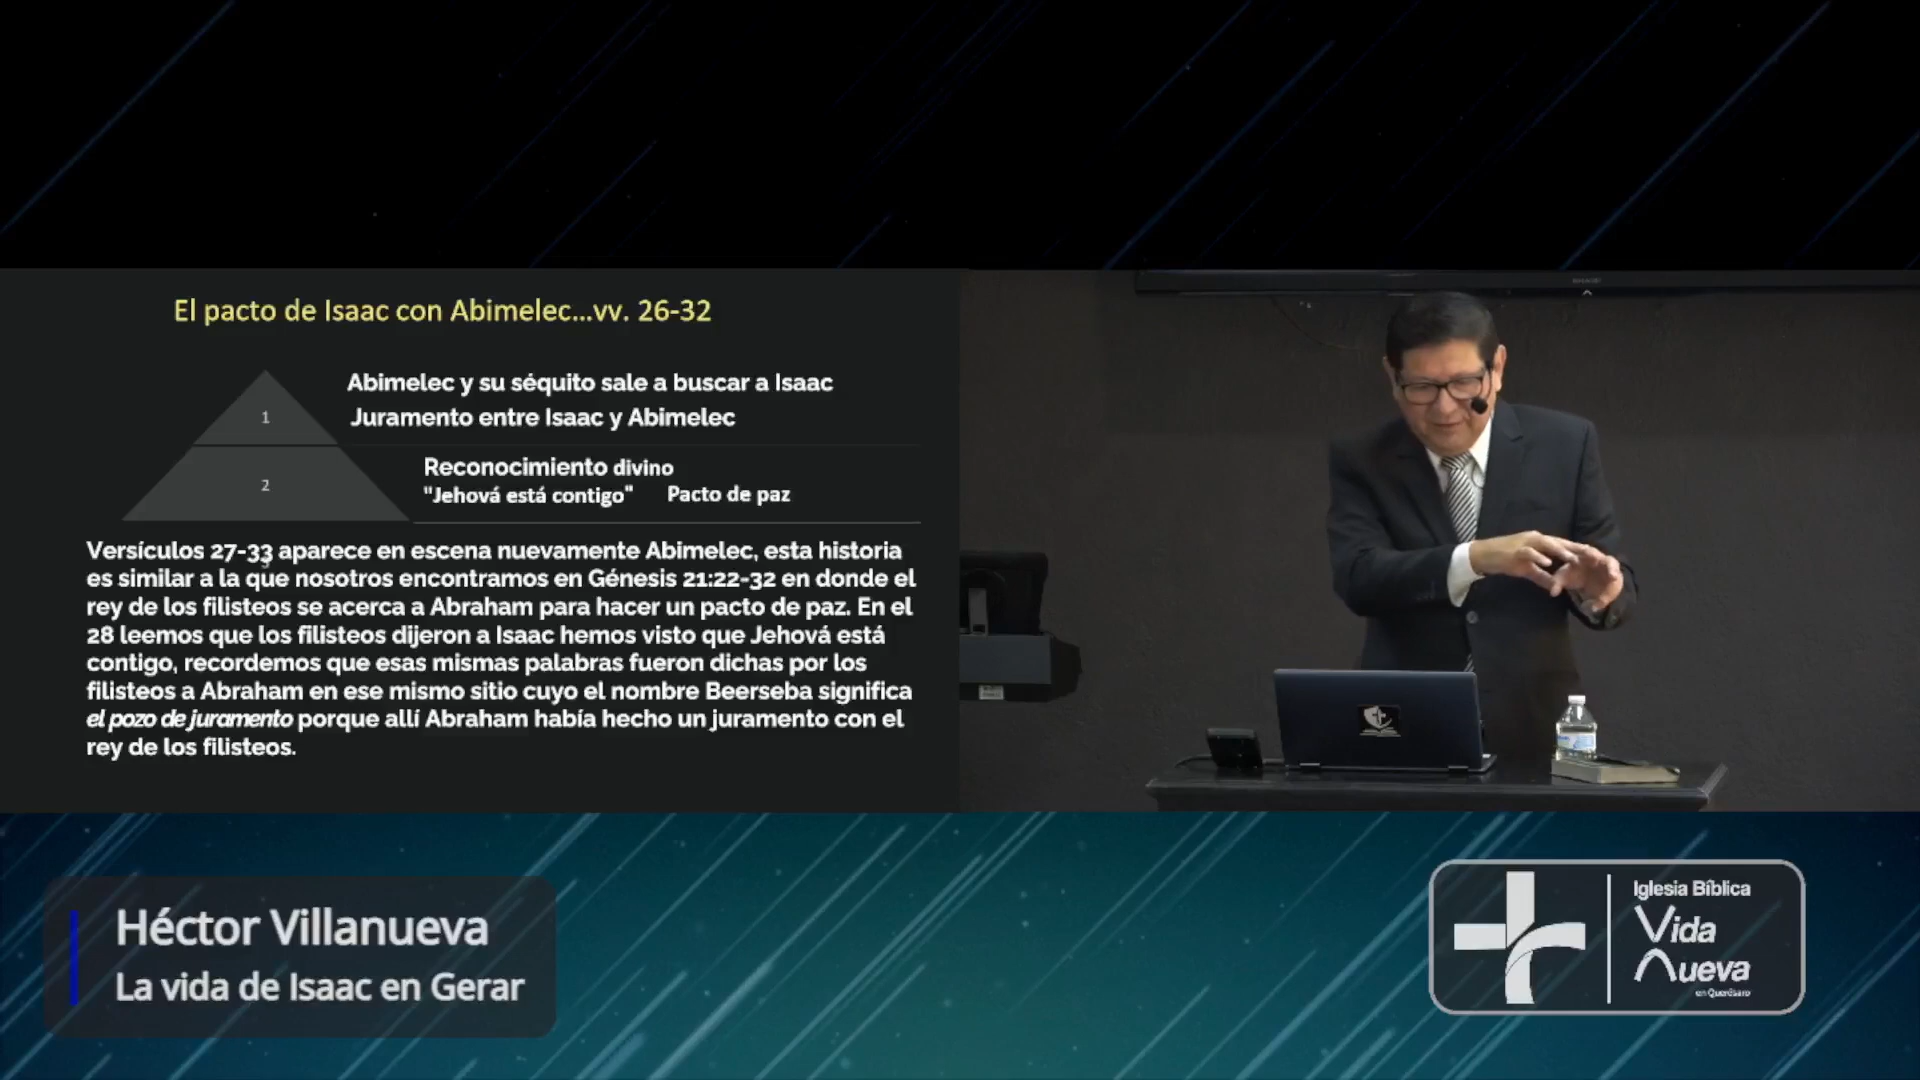 El pacto de Isaac con Abimelec...vv. 26-32
1
Abimelec y su séquito sale a buscar a Isaac
Juramento entre Isaac y Abimelec
2
Reconocimiento divino
"Jehová está contigo" Pacto de paz
Versículos 27-33 aparece en escena nuevamente Abimelec, esta historia
es similar a la que nosotros encontramos en Génesis 21:22-32 en donde el
rey de los filisteos se acerca a Abraham para hacer un pacto de paz. En el
28 leemos que los filisteos dijeron a Isaac hemos visto que Jehová está
contigo, recordemos que esas mismas palabras fueron dichas por los
filisteos a Abraham en ese mismo sitio cuyo el nombre Beerseba significa
el pozo de juramento porque allí Abraham había hecho un juramento con el
rey de los filisteos.
Héctor Villanueva
La vida de Isaac en Gerar
Iglesia Bíblica
Vida
Nueva
en Querétaro